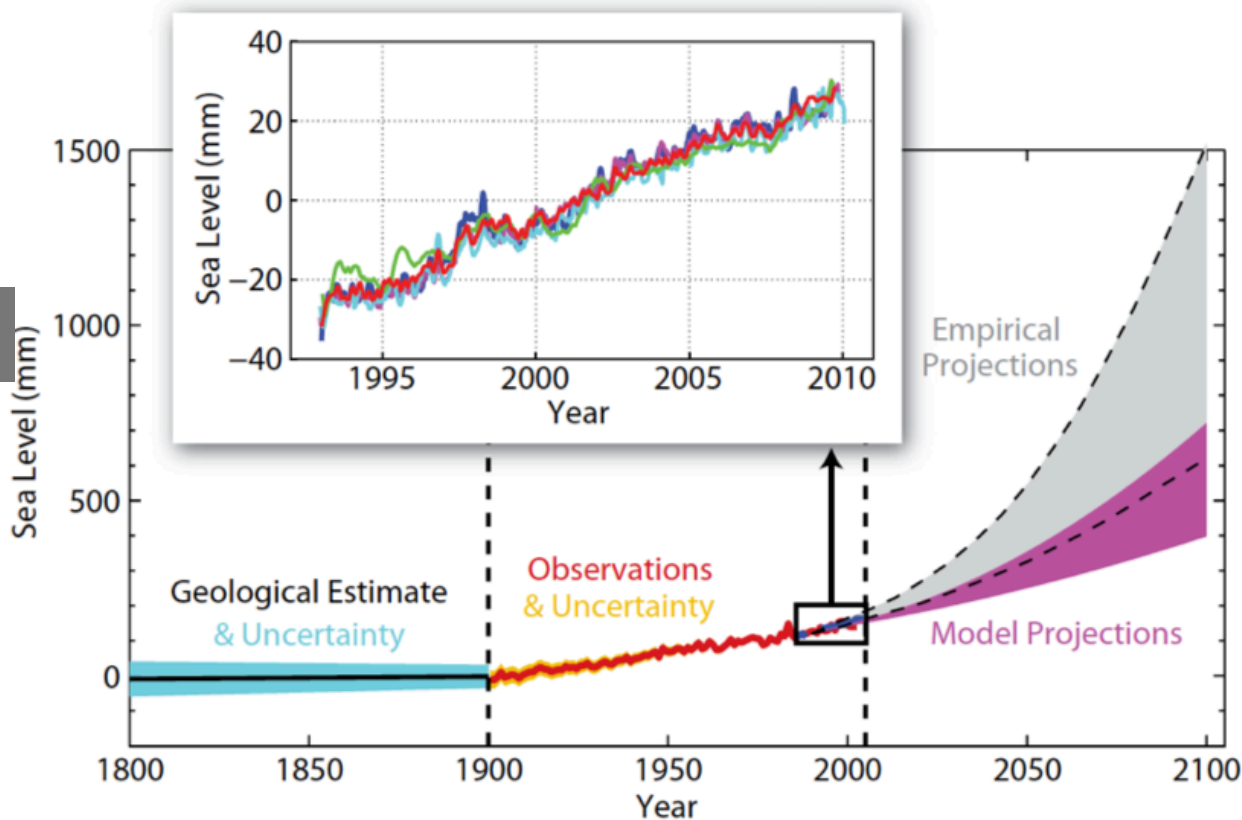 40
20
0
−20
−40
Sea Level (mm)
1995
2000
2005
2010
Year
1500
1000
500
0
Sea Level (mm)
Empirical
Projections
Geological Estimate
& Uncertainty
Observations
& Uncertainty
Model Projections
1800
1850
1900
1950
2000
2050
2100
Year